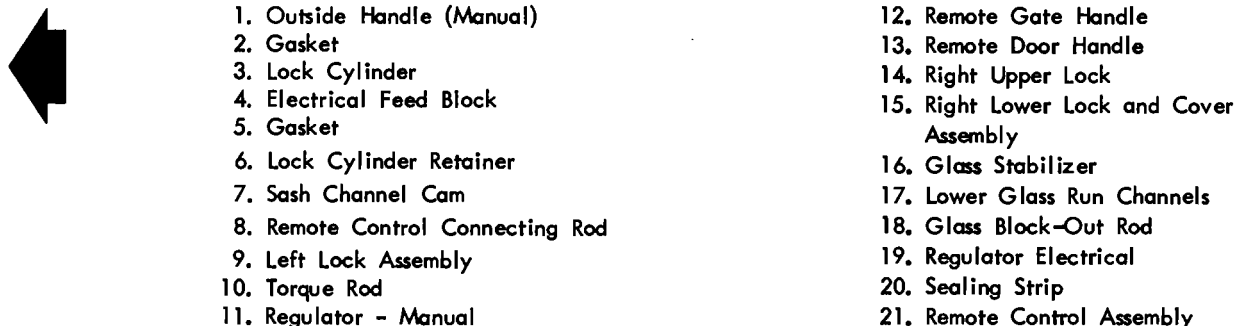 1. Outside Handle (Manual)
2. Gasket
3. Lock Cylinder
4. Electrical Feed Block
5. Gasket
6. Lock Cylinder Retainer
7. Sash Channel Cam
8. Remote Control Connecting Rod
9. Left Lock Assembly
10. Torque Rod
11. Regulator - Manual
12. Remote Gate Handle
13. Remote Door Handle
14. Right Upper Lock
15. Right Lower Lock and Cover
Assembly
16. Glass Stabilizer
17. Lower Glass Run Channels
18. Glass Block-Out Rod
19. Regulator Electrical
20. Sealing Strip
21. Remote Control Assembly